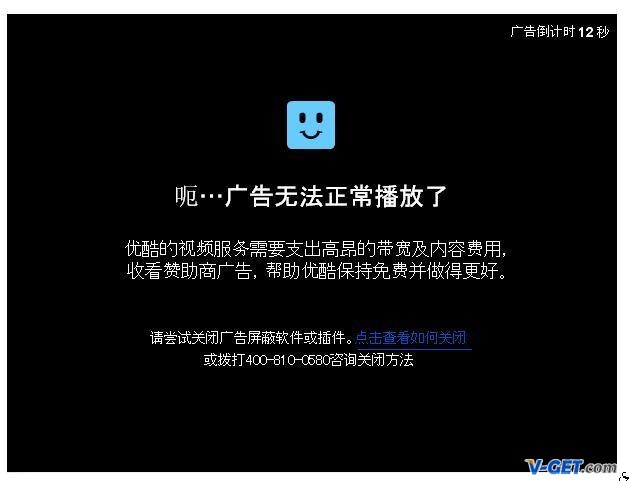 广告倒计时12秒
呃…广告无法正常播放了
优酷的视频服务需要支出高昂的带宽及内容费用,
收看赞助商广告, 帮助优酷保持免费并做得更好。
请尝试关闭广告屏蔽软件或插件。点击查看如何关闭
或拨打400-810-0580咨询关闭方法
V-GET.com